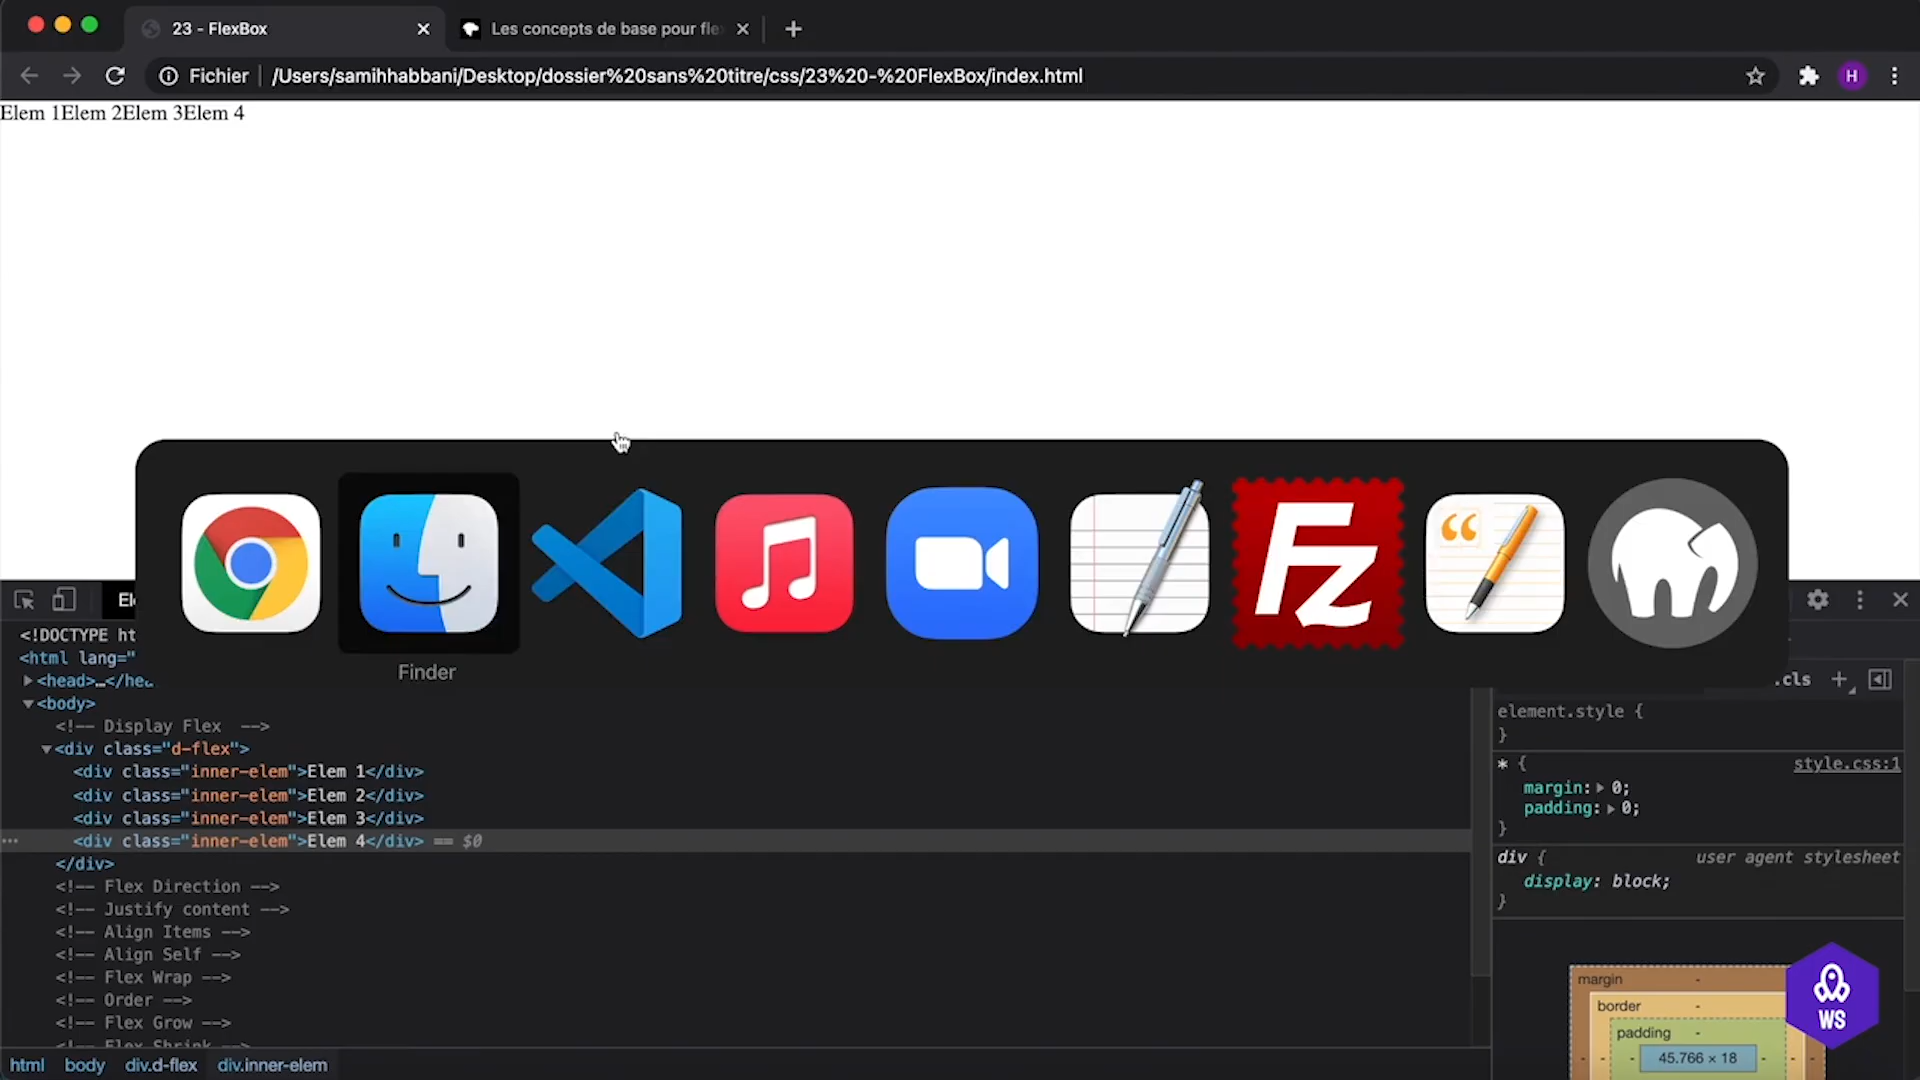 23 - FlexBox
Les concepts de base pour fle
Fichier
/Users/samihhabbani/Desktop/dossier%20sans%20titre/css/23%20-%20FlexBox/index.html
H
Elem 1Elem 2Elem 3Elem 4
Finder
El
<!DOCTYPE ht
<html lang="
<head>…</hea
<body>
<!-- Display Flex  -->
<div class="d-flex">
<div class="inner-elem">Elem 1</div>
<div class="inner-elem">Elem 2</div>
<div class="inner-elem">Elem 3</div>
<div class="inner-elem">Elem 4</div> == $0
</div>
<!-- Flex Direction -->
<!-- Justify content -->
<!-- Align Items -->
<!-- Align Self -->
<!-- Flex Wrap -->
<!-- Order -->
<!-- Flex Grow -->
<!-- Flex Shrink -->
html body div.d-flex div.inner-elem
.cls
element.style {
}
* {
style.css:1
margin: 0;
padding: 0;
}
div {
user agent stylesheet
display: block;
}
margin -
border -
padding -
45.766 × 18
WS
Fz